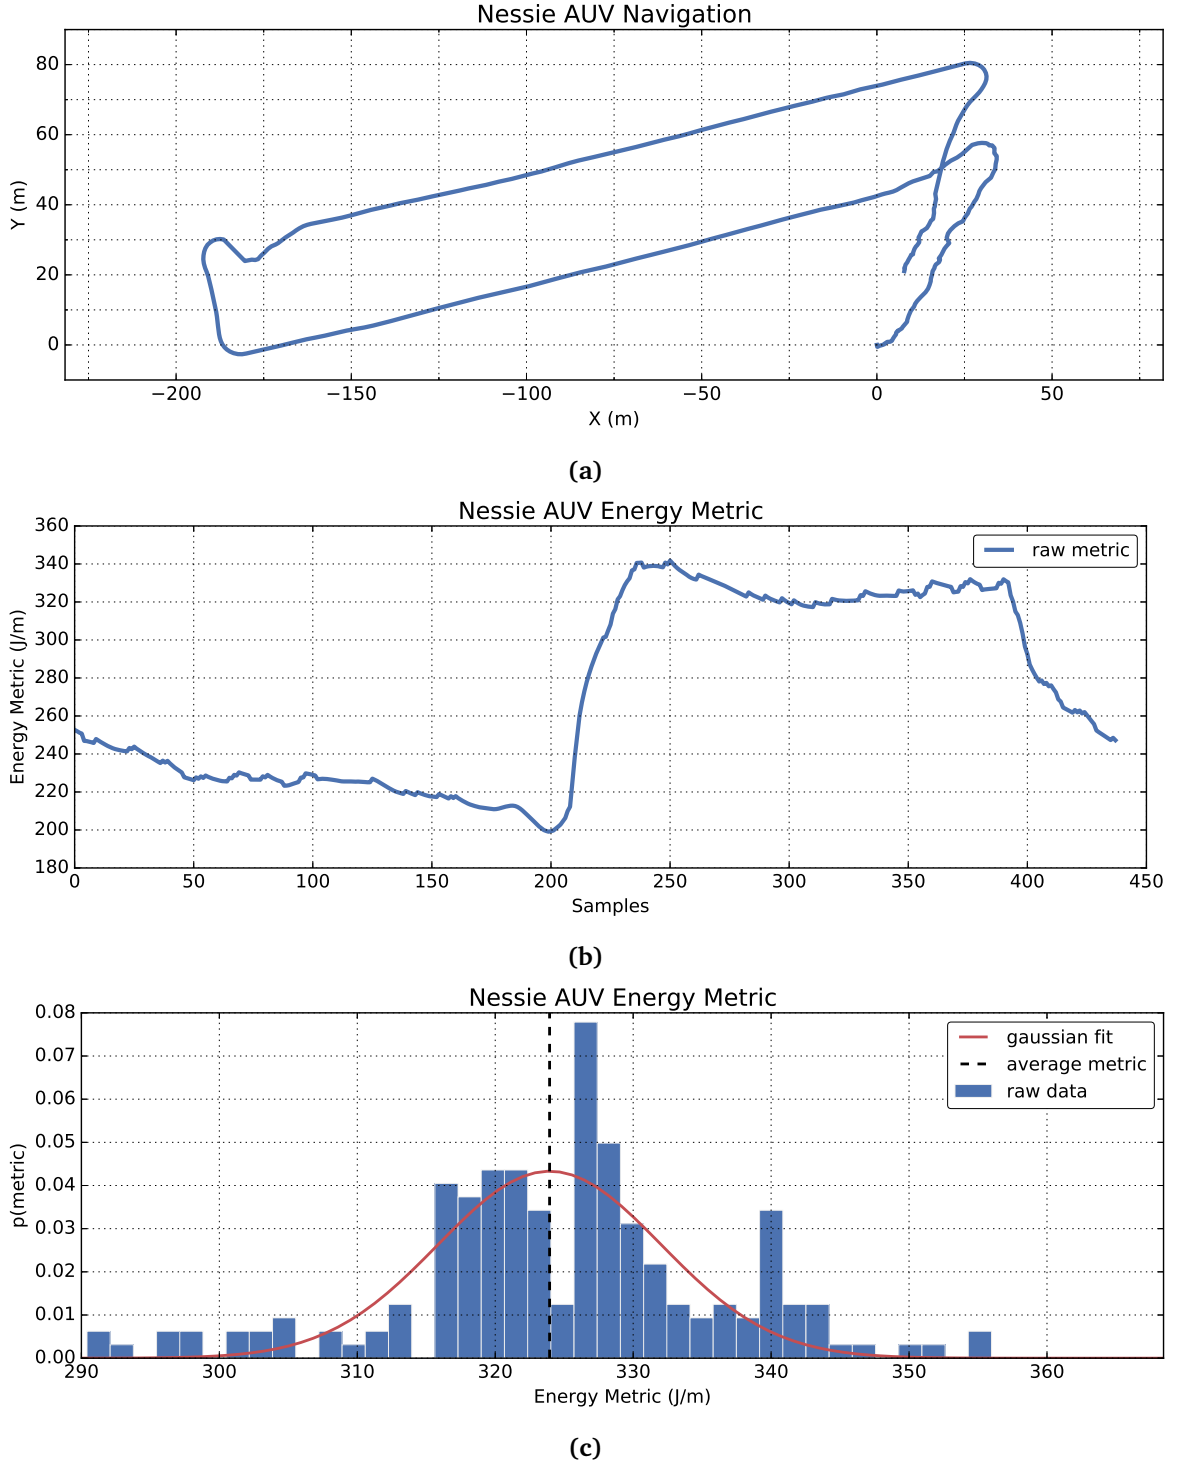 Nessie AUV Navigation
80
60
40
20
0
Y (m)
−200 −150 −100 −50 0 50
X (m)
(a)
Nessie AUV Energy Metric
360
340
320
300
280
260
240
220
200
180
Energy Metric (J/m)
raw metric
0 50 100 150 200 250 300 350 400 450
Samples
(b)
Nessie AUV Energy Metric
0.08
0.07
0.06
0.05
0.04
0.03
0.02
0.01
0.00
p(metric)
gaussian fit
average metric
raw data
290 300 310 320 330 340 350 360
Energy Metric (J/m)
(c)